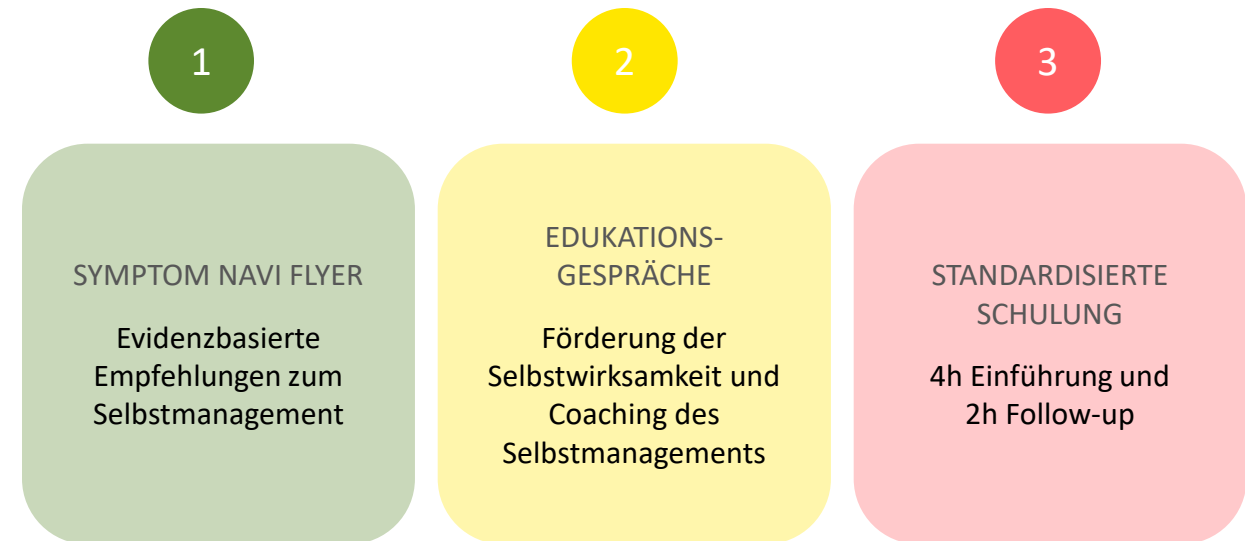 1
SYMPTOM NAVI FLYER
Evidenzbasierte
Empfehlungen zum
Selbstmanagement
2
EDUKATIONS-
GESPRÄCHE
Förderung der
Selbstwirksamkeit und
Coaching des
Selbstmanagements
3
STANDARDISIERTE
SCHULUNG
4h Einführung und
2h Follow-up